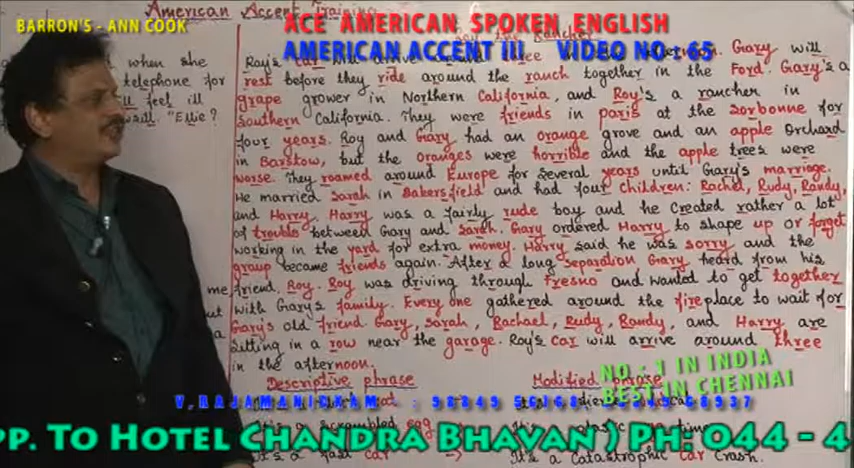 American Accent Training
BARRON'S - ANN COOK
ACE AMERICAN SPOKEN ENGLISH
AMERICAN ACCENT III VIDEO NO : 65
when she
telephone for
feel ill
"Ellie"?
Roy the Rancher
Roy's car will arrive around three in the afternoon. Gary will
rest before they ride around the ranch together in the Ford. Gary's a
grape grower in Northern California, and Roy's a rancher in
southern California. They were friends in paris at the Sorbonne for
four years. Roy and Gary had an orange grove and an apple Orchard
in Barstow, but the oranges were horrible and the apple trees were
worse. They roamed around Europe for several years until Gary's marriage.
He married Sarah in Bakersfield and had four children: Rachel, Rudy, Randy,
and Harry. Harry was a fairly rude boy and he created rather a lot
of trouble between Gary and Sarah. Gary ordered Harry to shape up or forget
working in the yard for extra money. Harry said he was sorry and the
group became friends again. After a long separation Gary heard from his
me, friend, Roy. Roy was driving through Fresno and wanted to get together
with Gary's family. Every one gathered around the fireplace to wait for
Gary's old friend Gary, Sarah, Rachael, Rudy, Randy, and Harry are
sitting in a row near the garage. Roy's Car will arrive around three
in the afternoon.
Descriptive phrase Modified phrase
NO : 1 IN INDIA
BEST IN CHENNAI
V.RAJAMANICKAM
It's a scrambled egg
It's a fast car It's a Catastrophic car crash.
PP. TO HOTEL CHANDRA BHAVAN ) PH: 044 - 4